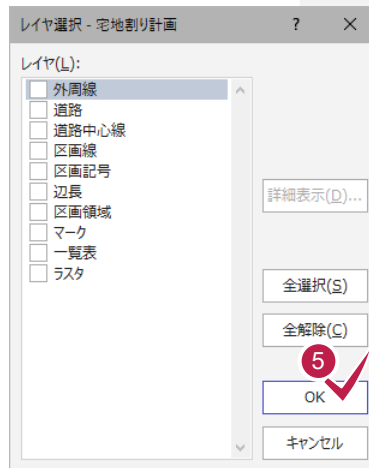 レイヤ選択 - 宅地割り計画 ? ×
レイヤ(L):
外周線
道路
道路中心線
区画線
区画記号
辺長
区画領域
マーク
一覧表
ラスタ
詳細表示(D)...
全選択(S)
全解除(C)
5
OK
キャンセル